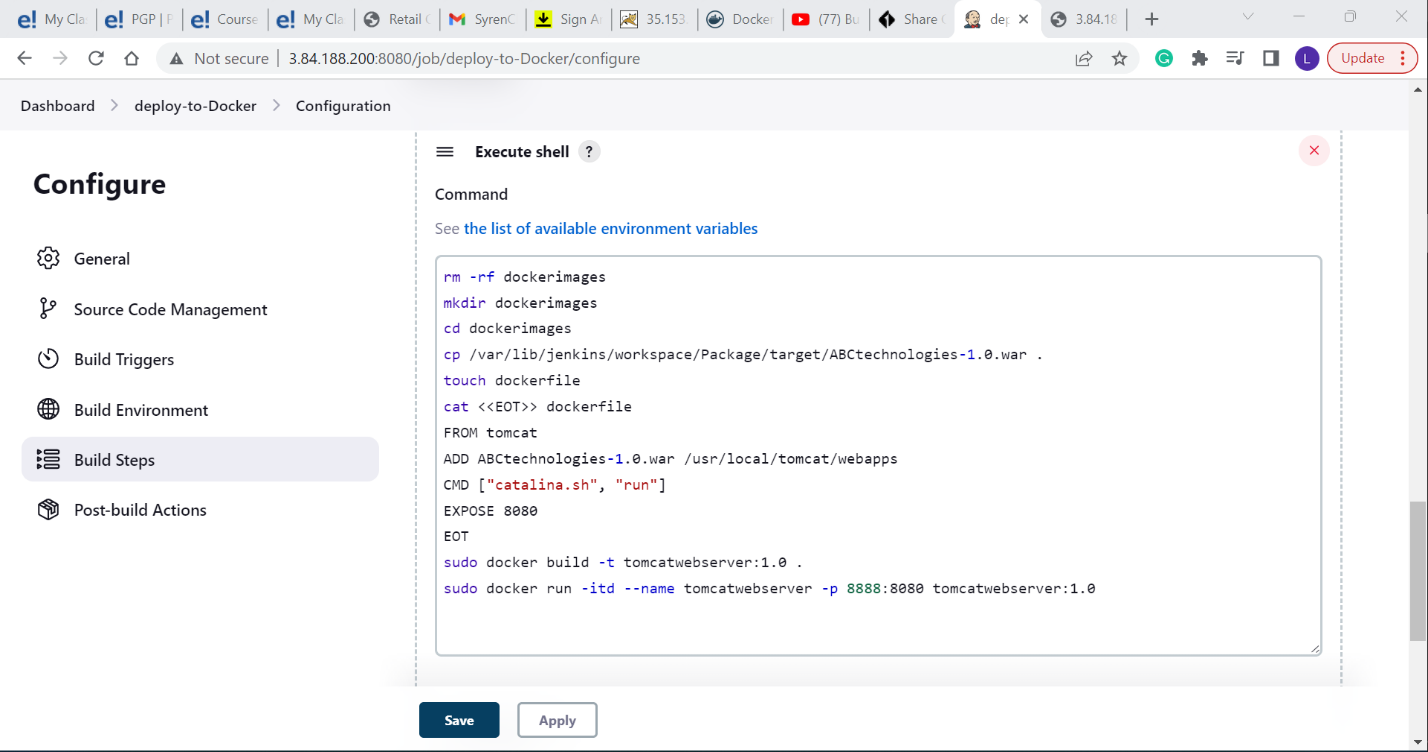 e! My Cla
e! PGP | P
e! Course
e! My Cla
Retail C
SyrenC
Sign A
35.153.
Docker
(77) Bu
Share C
dep
3.84.18
Not secure | 3.84.188.200:8080/job/deploy-to-Docker/configure
L
Update
Dashboard > deploy-to-Docker > Configuration
Configure
General
Source Code Management
Build Triggers
Build Environment
Build Steps
Post-build Actions
Execute shell ?
Command
See the list of available environment variables
rm -rf dockerimages
mkdir dockerimages
cd dockerimages
cp /var/lib/jenkins/workspace/Package/target/ABCtechnologies-1.0.war .
touch dockerfile
cat <<EOT>> dockerfile
FROM tomcat
ADD ABCtechnologies-1.0.war /usr/local/tomcat/webapps
CMD ["catalina.sh", "run"]
EXPOSE 8080
EOT
sudo docker build -t tomcatwebserver:1.0 .
sudo docker run -itd --name tomcatwebserver -p 8888:8080 tomcatwebserver:1.0
Save
Apply